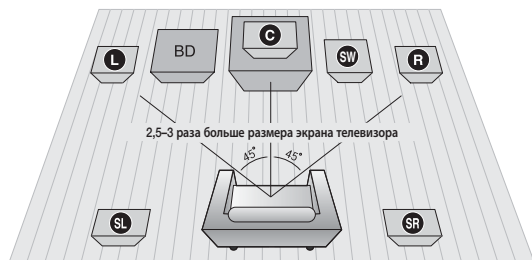 L BD C SW R
2,5–3 раза больше размера экрана телевизора
45° 45°
SL SR